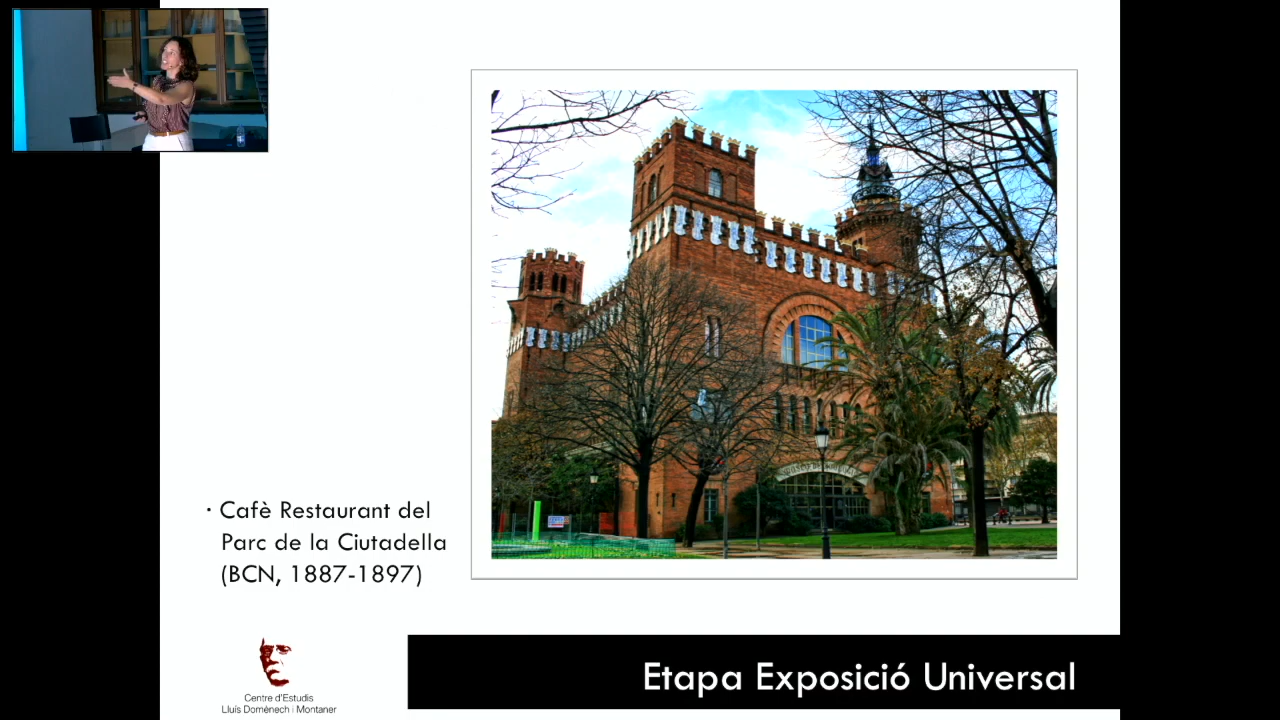 · Cafè Restaurant del
Parc de la Ciutadella
(BCN, 1887-1897)
Centre d'Estudis
Lluís Domènech i Montaner
Etapa Exposició Universal